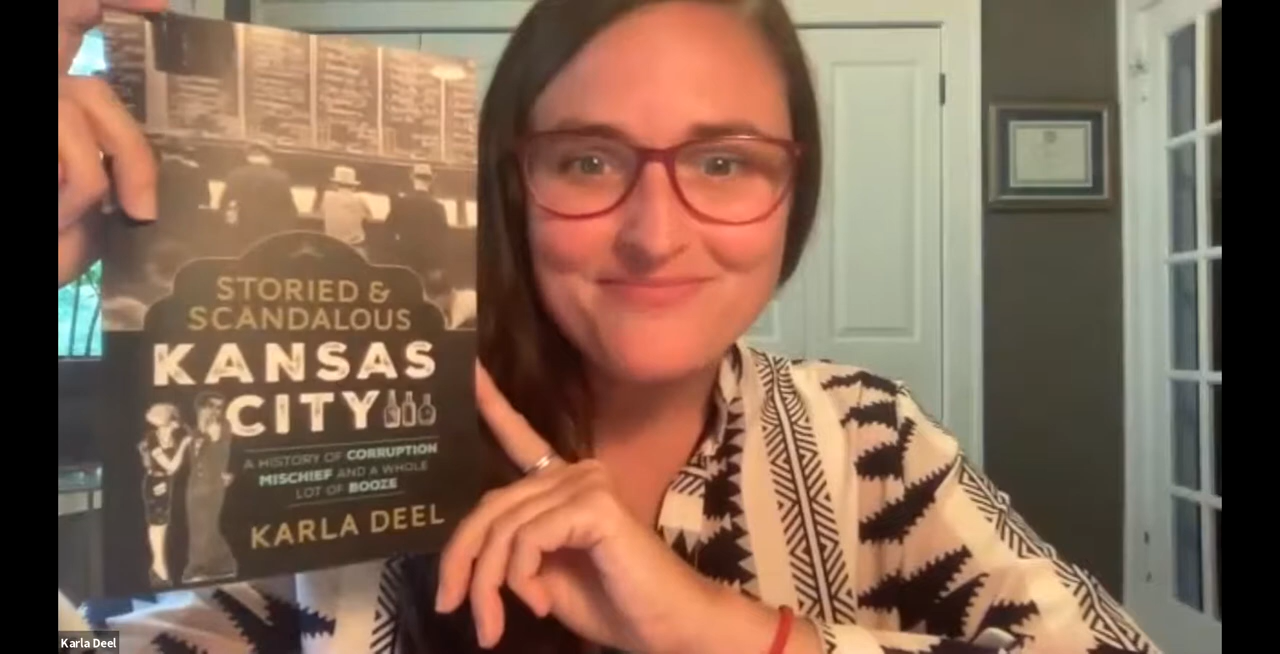 STORIED &
SCANDALOUS
KANSAS
CITY
A HISTORY OF CORRUPTION
MISCHIEF AND A WHOLE
LOT OF BOOZE
KARLA DEEL
Karla Deel